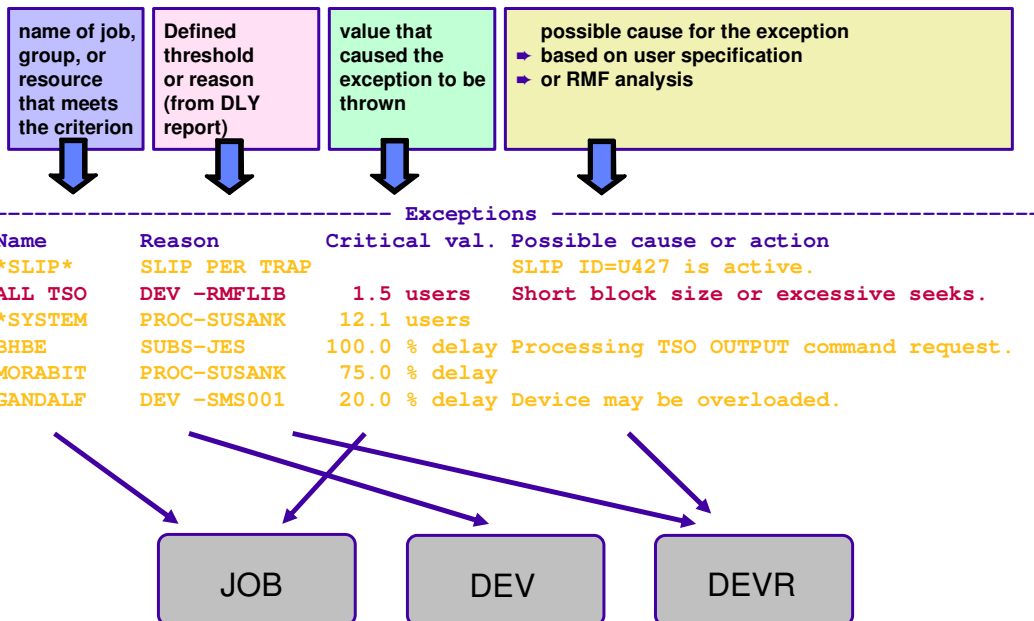 name of job,
group, or
resource
that meets
the criterion
Defined
threshold
or reason
(from DLY
report)
value that
caused the
exception to be
thrown
possible cause for the exception
➨ based on user specification
➨ or RMF analysis
------------------------------- Exceptions -------------------------------------
Name Reason Critical val. Possible cause or action
*SLIP* SLIP PER TRAP SLIP ID=U427 is active.
ALL TSO DEV -RMFLIB 1.5 users Short block size or excessive seeks.
*SYSTEM PROC-SUSANK 12.1 users
BHBE SUBS-JES 100.0 % delay Processing TSO OUTPUT command request.
MORABIT PROC-SUSANK 75.0 % delay
GANDALF DEV -SMS001 20.0 % delay Device may be overloaded.
JOB
DEV
DEVR